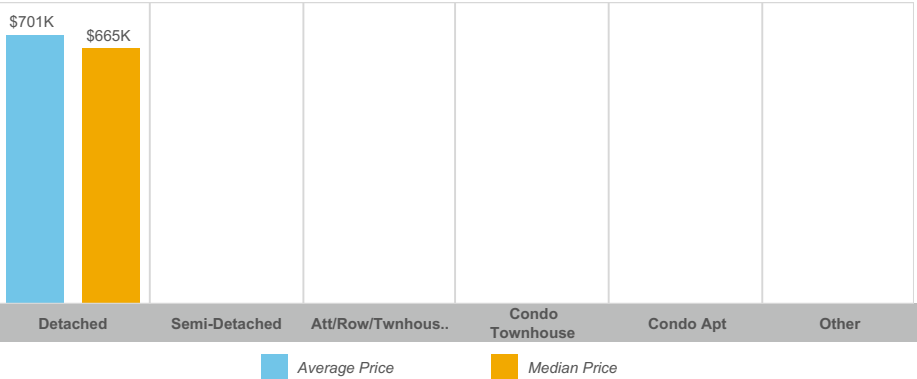 $701K
$665K
Detached
Semi-Detached
Att/Row/Twnhous..
Condo
Townhouse
Condo Apt
Other
Average Price
Median Price